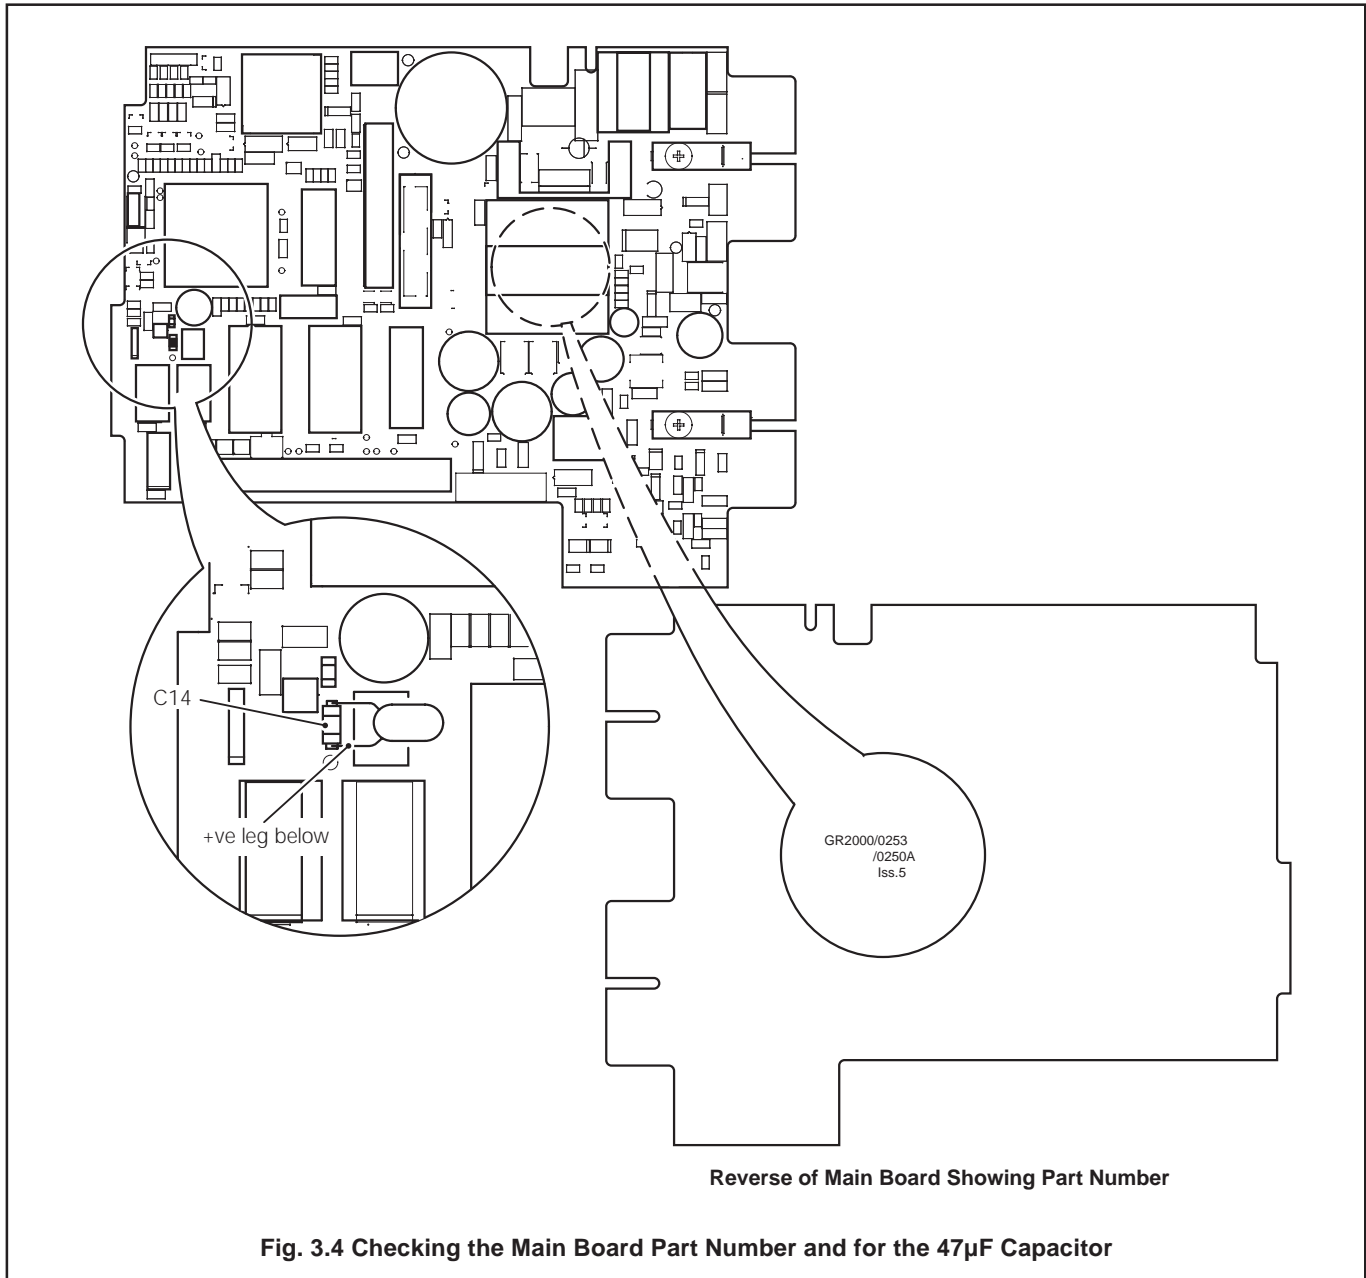 C14
+ve leg below
GR2000/0253
/0250A
Iss.5
Reverse of Main Board Showing Part Number
Fig. 3.4 Checking the Main Board Part Number and for the 47µF Capacitor